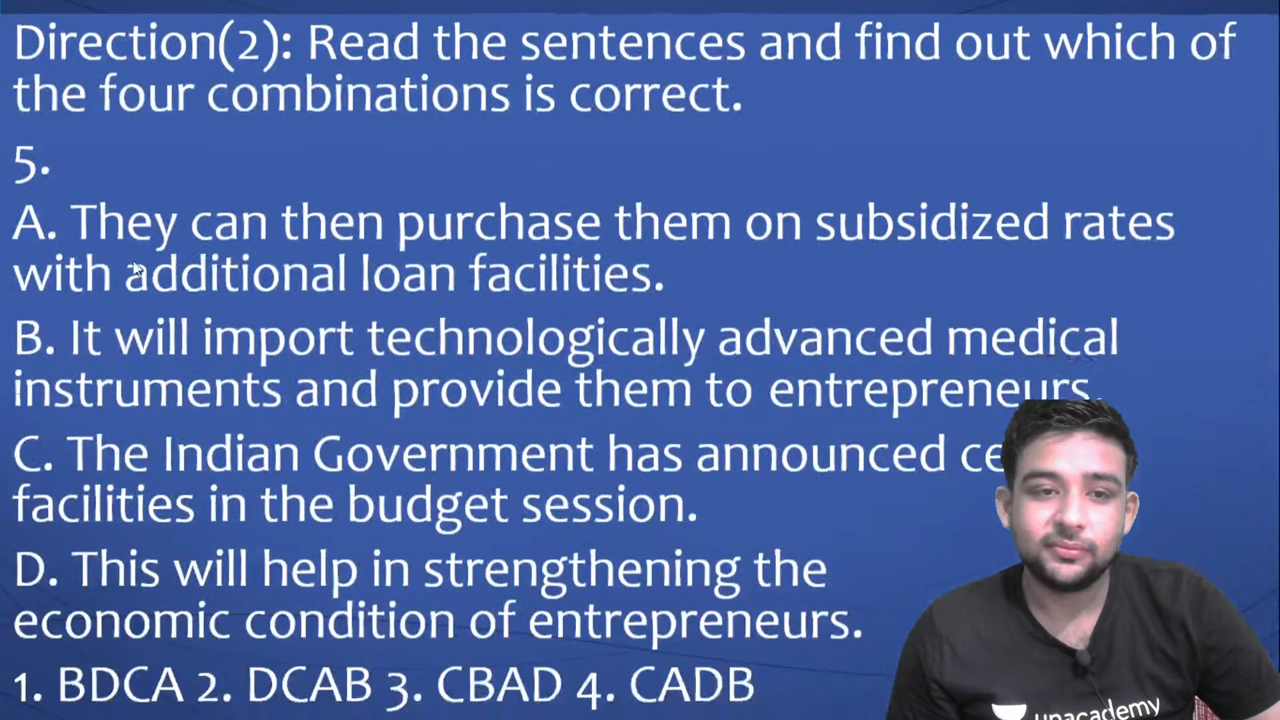 Direction(2): Read the sentences and find out which of
the four combinations is correct.
5.
A. They can then purchase them on subsidized rates
with additional loan facilities.
B. It will import technologically advanced medical
instruments and provide them to entrepreneurs.
C. The Indian Government has announced
facilities in the budget session.
D. This will help in strengthening the
economic condition of entrepreneurs.
1. BDCA 2. DCAB 3. CBAD 4. CADB
unacademy